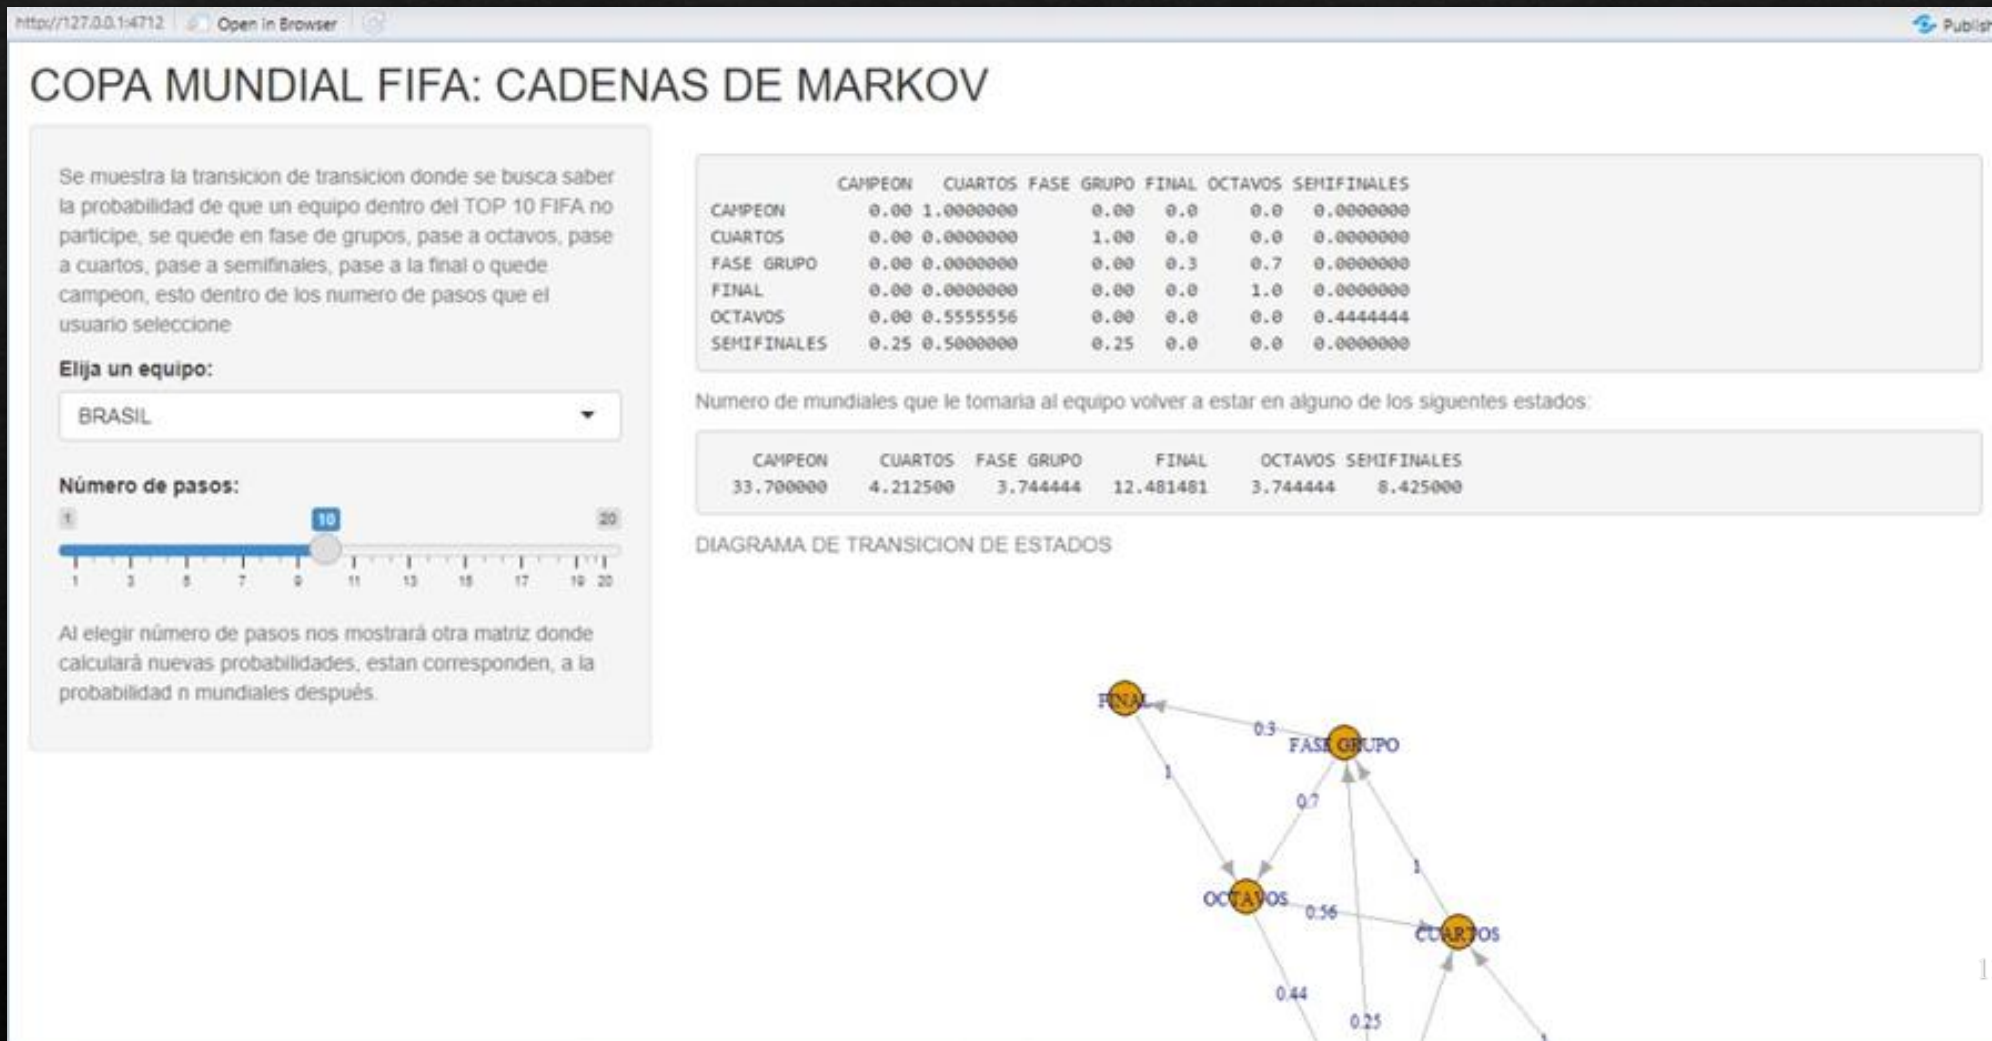 http://127.0.0.1:4712 Open in Browser Publish
COPA MUNDIAL FIFA: CADENAS DE MARKOV
Se muestra la transicion de transicion donde se busca saber
la probabilidad de que un equipo dentro del TOP 10 FIFA no
participe, se quede en fase de grupos, pase a octavos, pase
a cuartos, pase a semifinales, pase a la final o quede
campeon, esto dentro de los numero de pasos que el
usuario seleccione
Elija un equipo:
BRASIL
Número de pasos:
1 10 20
1 3 5 7 9 11 13 15 17 19 20
Al elegir número de pasos nos mostrará otra matriz donde
calculará nuevas probabilidades, estan corresponden, a la
probabilidad n mundiales después.
CAMPEON CUARTOS FASE GRUPO FINAL OCTAVOS SEMIFINALES
CAMPEON 0.00 1.0000000 0.00 0.0 0.0 0.0000000
CUARTOS 0.00 0.0000000 1.00 0.0 0.0 0.0000000
FASE GRUPO 0.00 0.0000000 0.00 0.3 0.7 0.0000000
FINAL 0.00 0.0000000 0.00 0.0 1.0 0.0000000
OCTAVOS 0.00 0.5555556 0.00 0.0 0.0 0.4444444
SEMIFINALES 0.25 0.5000000 0.25 0.0 0.0 0.0000000
Numero de mundiales que le tomaria al equipo volver a estar en alguno de los siguentes estados:
CAMPEON CUARTOS FASE GRUPO FINAL OCTAVOS SEMIFINALES
33.700000 4.212500 3.744444 12.481481 3.744444 8.425000
DIAGRAMA DE TRANSICION DE ESTADOS
FINAL
0.3
FASE GRUPO
1
0.7
1
OCTAVOS
0.56
CUARTOS
0.44
0.25
1